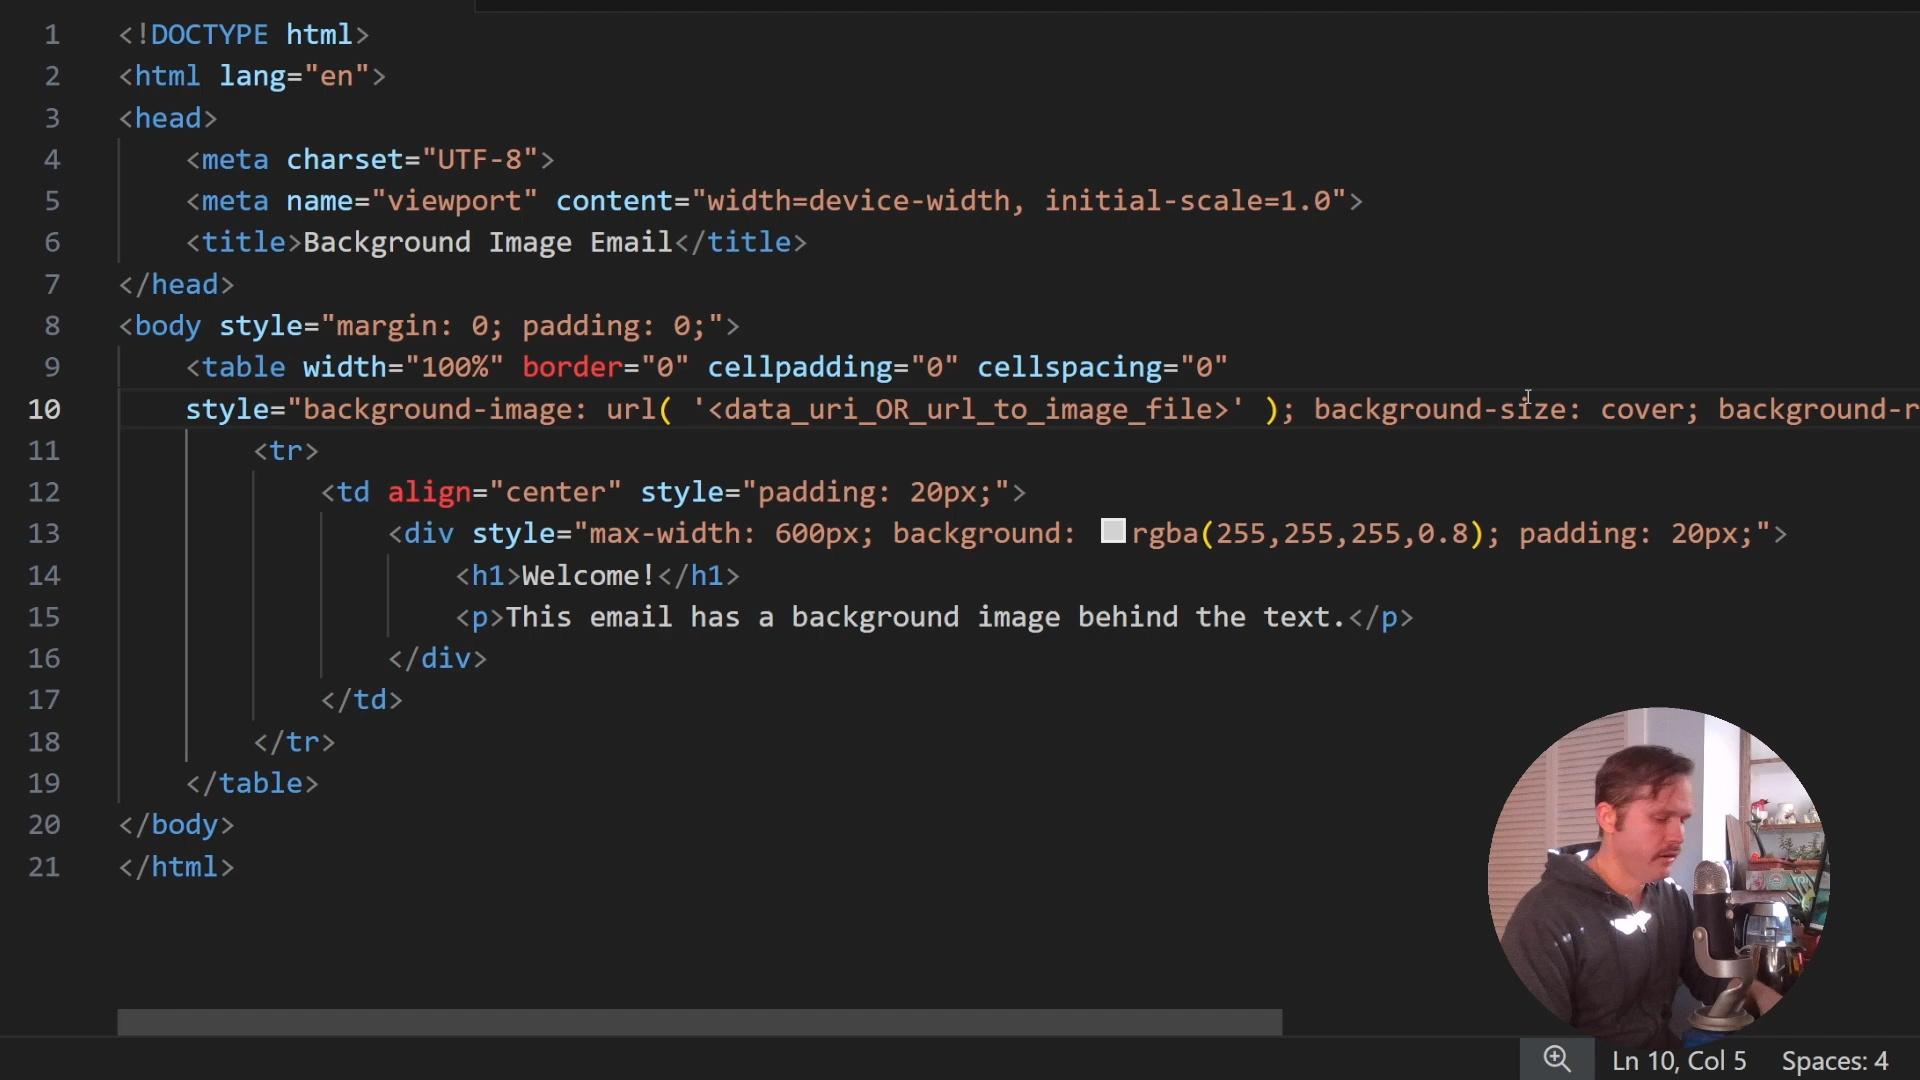 1 <!DOCTYPE html>
2 <html lang="en">
3 <head>
4 <meta charset="UTF-8">
5 <meta name="viewport" content="width=device-width, initial-scale=1.0">
6 <title>Background Image Email</title>
7 </head>
8 <body style="margin: 0; padding: 0;">
9 <table width="100%" border="0" cellpadding="0" cellspacing="0"
10 style="background-image: url( '<data_uri_OR_url_to_image_file>' ); background-size: cover; background-r
11 <tr>
12 <td align="center" style="padding: 20px;">
13 <div style="max-width: 600px; background: rgba(255,255,255,0.8); padding: 20px;">
14 <h1>Welcome!</h1>
15 <p>This email has a background image behind the text.</p>
16 </div>
17 </td>
18 </tr>
19 </table>
20 </body>
21 </html>
Ln 10, Col 5 Spaces: 4